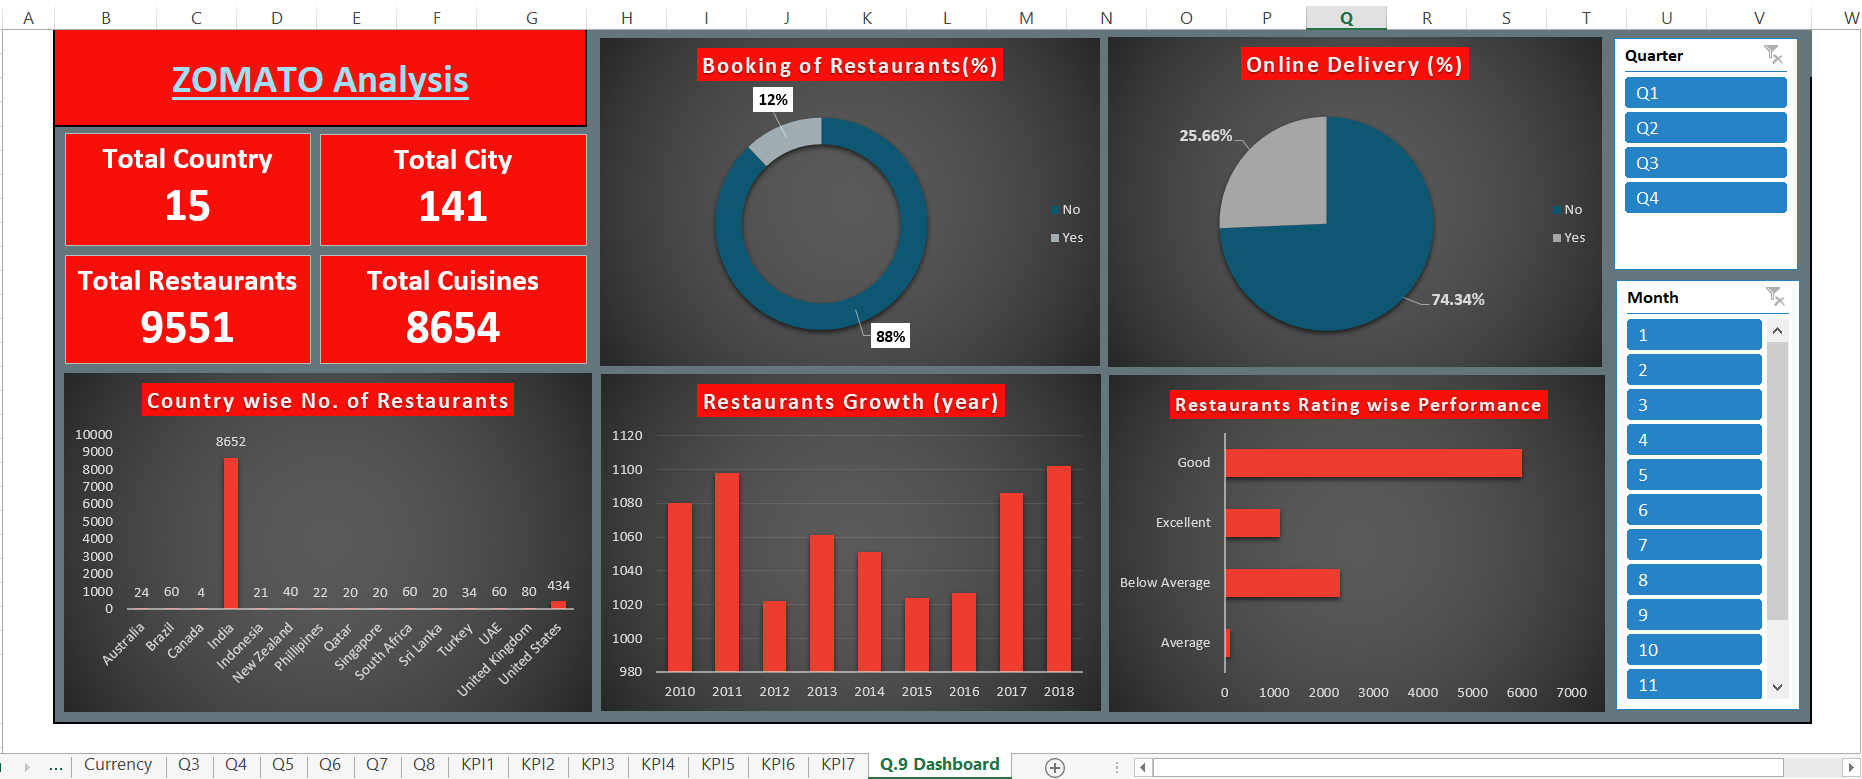 A B C D E F G H I J K L M N O P Q R S T U V W
ZOMATO Analysis
Total Country
15
Total City
141
Total Restaurants
9551
Total Cuisines
8654
Booking of Restaurants(%)
12%
88%
No
Yes
Online Delivery (%)
25.66%
74.34%
No
Yes
Quarter
Q1
Q2
Q3
Q4
Month
1
2
3
4
5
6
7
8
9
10
11
Country wise No. of Restaurants
10000
9000
8000
7000
6000
5000
4000
3000
2000
1000
0
24 60 4 8652 21 40 22 20 20 60 20 34 60 80 434
Australia
Brazil
Canada
India
Indonesia
New Zealand
Phillipines
Qatar
Singapore
South Africa
Sri Lanka
Turkey
UAE
United Kingdom
United States
Restaurants Growth (year)
1120
1100
1080
1060
1040
1020
1000
980
2010 2011 2012 2013 2014 2015 2016 2017 2018
Restaurants Rating wise Performance
Good
Excellent
Below Average
Average
0 1000 2000 3000 4000 5000 6000 7000
... Currency Q3 Q4 Q5 Q6 Q7 Q8 KPI1 KPI2 KPI3 KPI4 KPI5 KPI6 KPI7 Q.9 Dashboard